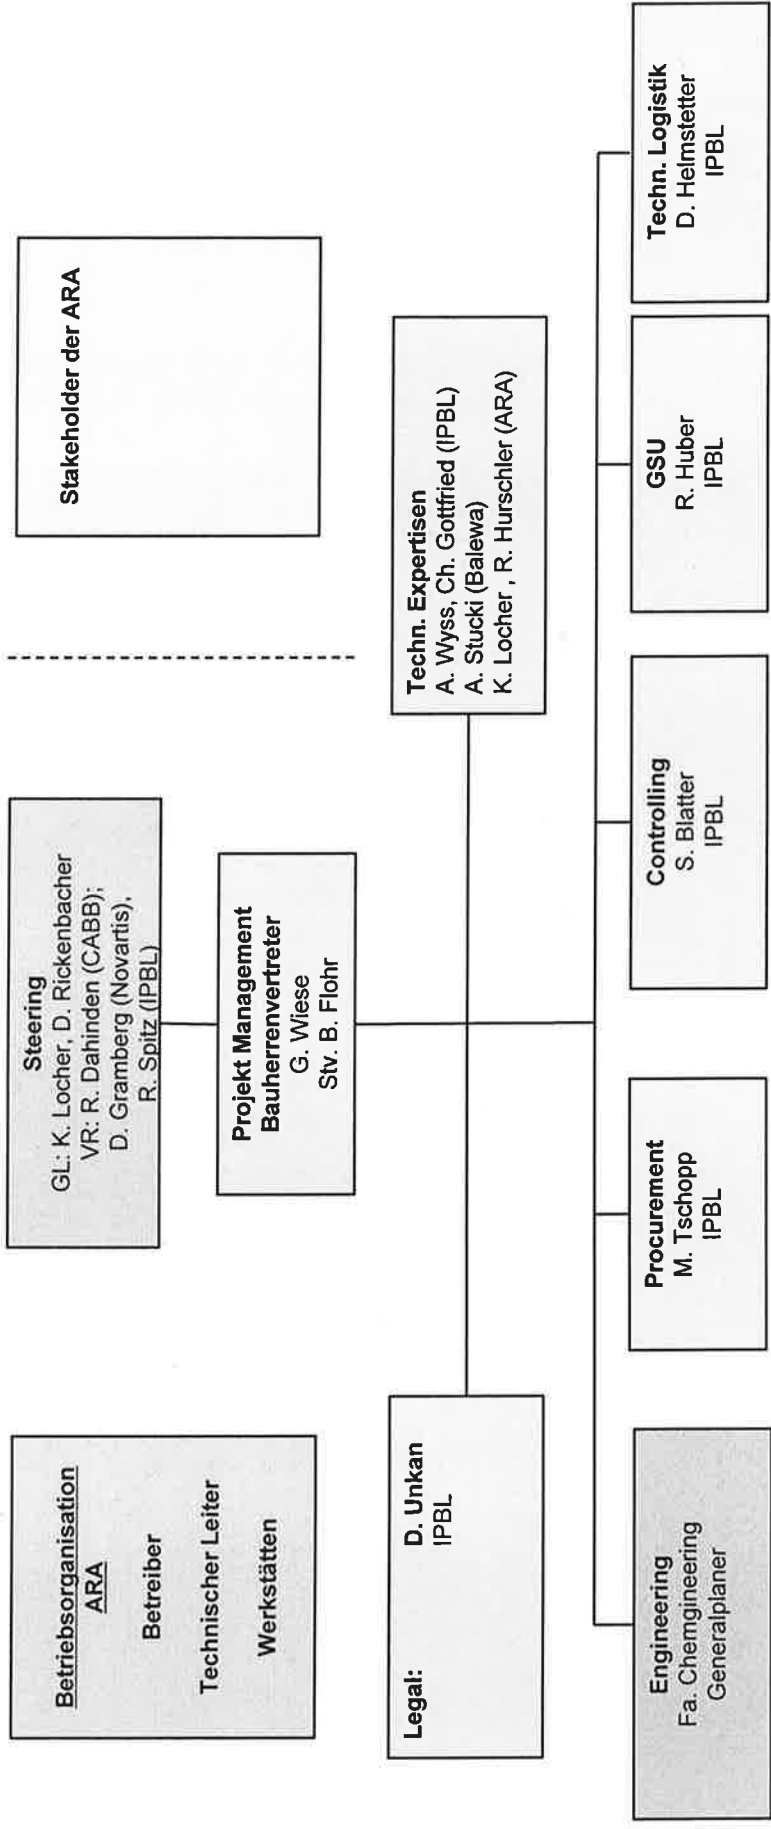 Betriebsorganisation
ARA
Betreiber
Technischer Leiter
Werkstätten
Steering
GL: K. Locher, D. Rickenbacher
VR: R. Dahinden (CABB);
D. Gramberg (Novartis),
R. Spitz (IPBL)
Stakeholder der ARA
Projekt Management
Bauherrenvertreter
G. Wiese
Stv. B. Flohr
Legal: D. Unkan
IPBL
Techn. Expertisen
A. Wyss, Ch. Gottfried (IPBL)
A. Stucki (Balewa)
K. Locher , R. Hurschler (ARA)
Engineering
Fa. Chemgineering
Generalplaner
Procurement
M. Tschopp
IPBL
Controlling
S. Blatter
IPBL
GSU
R. Huber
IPBL
Techn. Logistik
D. Helmstetter
IPBL